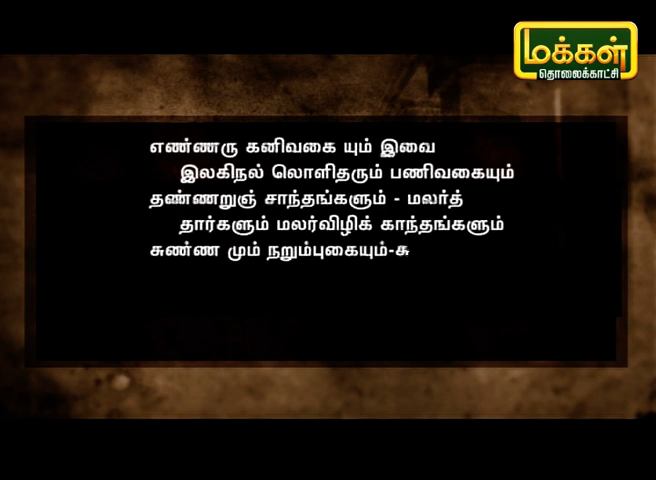 மக்கள்
தொலைக்காட்சி
எண்ணரு கனிவகை யும் இவை
இலகிநல் லொளிதரும் பணிவகையும்
தண்ணறுஞ் சாந்தங்களும் - மலர்த்
தார்களும் மலர்விழிக் காந்தங்களும்
சுண்ண மும் நறும்புகையும்-சு